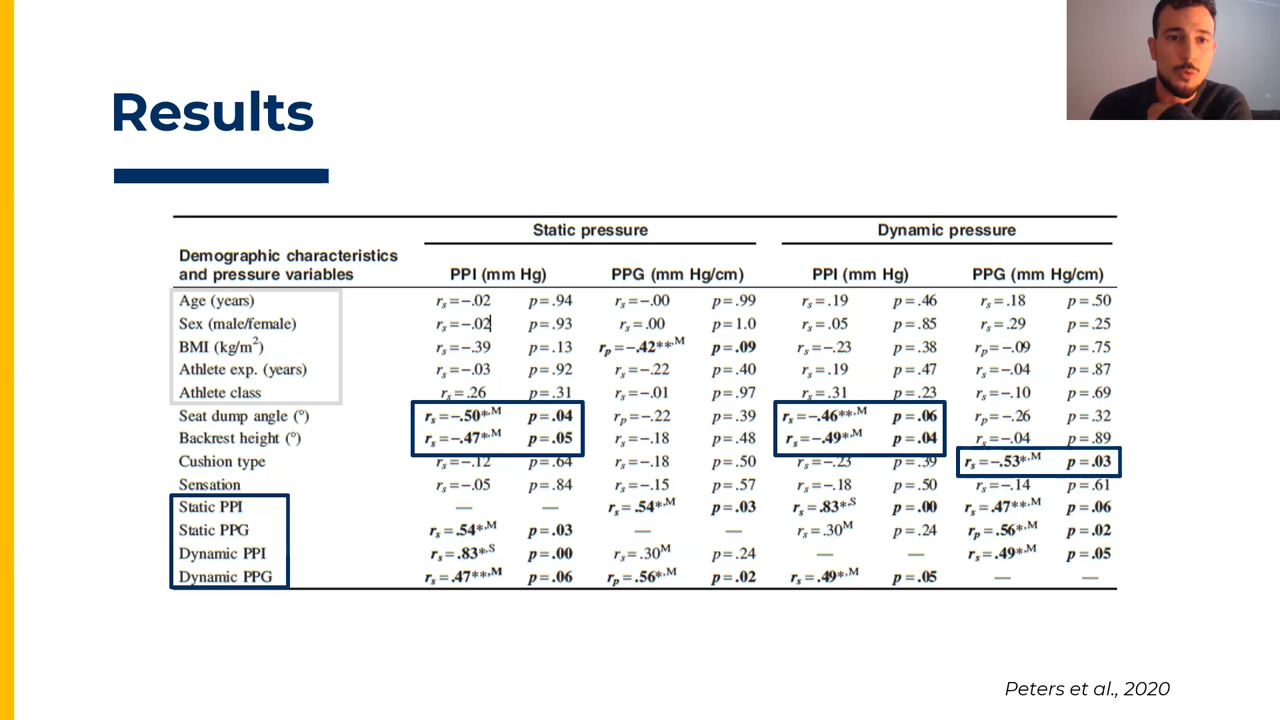 Results
Static pressure Dynamic pressure
Demographic characteristics
and pressure variables PPI (mm Hg) PPG (mm Hg/cm) PPI (mm Hg) PPG (mm Hg/cm)
Age (years) rs=−.02 p=.94 rs=−.00 p=.99 rs=.19 p=.46 rs=.18 p=.50
Sex (male/female) rs=−.02 p=.93 rs=.00 p=1.0 rs=.05 p=.85 rs=.29 p=.25
BMI (kg/m2) rs=−.39 p=.13 rp=−.42**,M p=.09 rs=−.23 p=.38 rp=−.09 p=.75
Athlete exp. (years) rs=−.03 p=.92 rs=−.22 p=.40 rs=.19 p=.47 rs=−.04 p=.87
Athlete class rs=.26 p=.31 rs=−.01 p=.97 rs=.31 p=.23 rs=−.10 p=.69
Seat dump angle (°) rs=−.50*,M p=.04 rp=−.22 p=.39 rs=−.46**,M p=.06 rp=−.26 p=.32
Backrest height (°) rs=−.47*,M p=.05 rs=−.18 p=.48 rs=−.49*,M p=.04 rs=−.04 p=.89
Cushion type rs=−.12 p=.64 rs=−.18 p=.50 rs=−.23 p=.39 rs=−.53*,M p=.03
Sensation rs=−.05 p=.84 rs=−.15 p=.57 rs=−.18 p=.50 rs=−.14 p=.61
Static PPI — — rs=.54*,M p=.03 rs=.83*,S p=.00 rs=.47**,M p=.06
Static PPG rs=.54*,M p=.03 — — rs=.30M p=.24 rp=.56*,M p=.02
Dynamic PPI rs=.83*,S p=.00 rs=.30M p=.24 — — rs=.49*,M p=.05
Dynamic PPG rs=.47**,M p=.06 rp=.56*,M p=.02 rs=.49*,M p=.05 — —
Peters et al., 2020